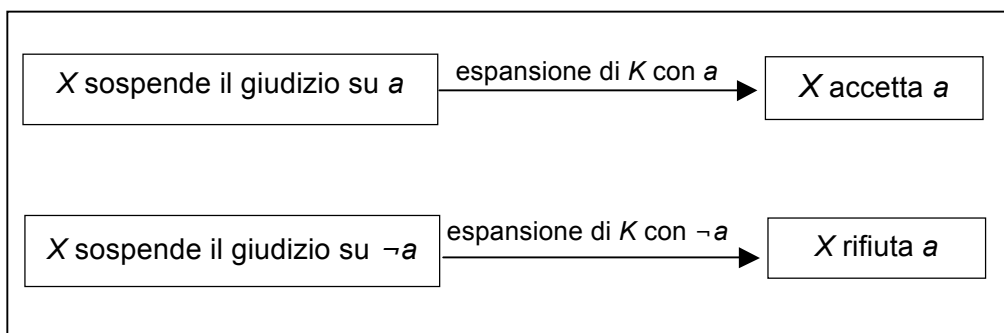 X sospende il giudizio su a
espansione di K con a
X accetta a
X sospende il giudizio su ¬a
espansione di K con ¬a
X rifiuta a